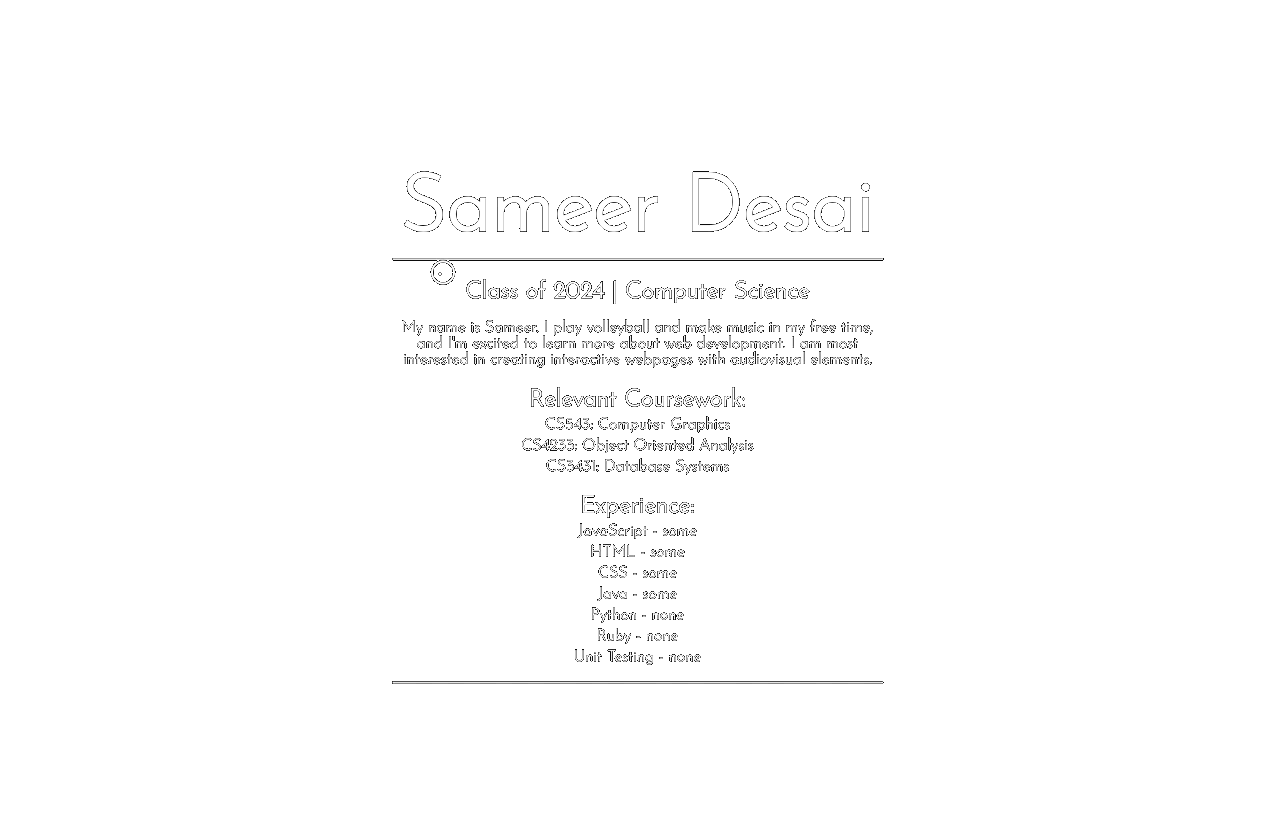 Sameer Desai
Class of 2024 | Computer Science
My name is Sameer. I play volleyball and make music in my free time,
and I'm excited to learn more about web development. I am most
interested in creating interactive webpages with audiovisual elements.
Relevant Coursework:
CS543: Computer Graphics
CS4233: Object Oriented Analysis
CS3431: Database Systems
Experience:
JavaScript - some
HTML - some
CSS - some
Java - some
Python - none
Ruby - none
Unit Testing - none